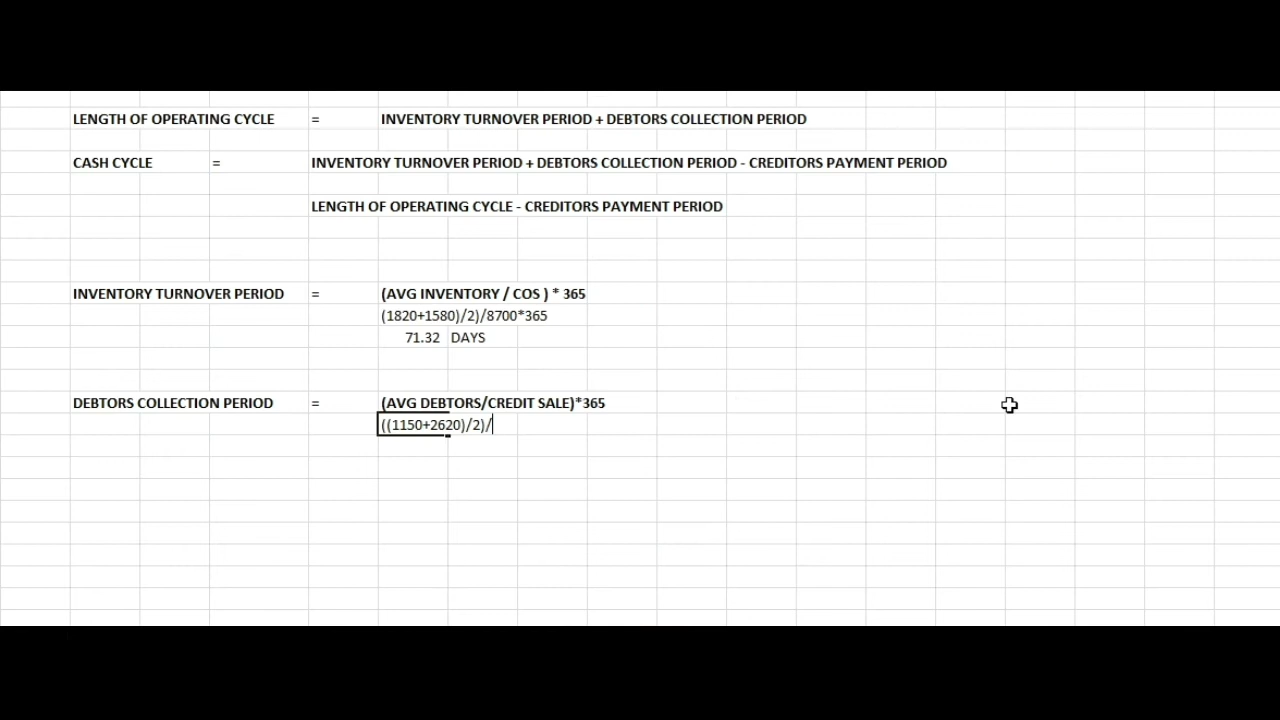 LENGTH OF OPERATING CYCLE = INVENTORY TURNOVER PERIOD + DEBTORS COLLECTION PERIOD
CASH CYCLE = INVENTORY TURNOVER PERIOD + DEBTORS COLLECTION PERIOD - CREDITORS PAYMENT PERIOD
LENGTH OF OPERATING CYCLE - CREDITORS PAYMENT PERIOD
INVENTORY TURNOVER PERIOD = (AVG INVENTORY / COS ) * 365
(1820+1580)/2)/8700*365
71.32 DAYS
DEBTORS COLLECTION PERIOD = (AVG DEBTORS/CREDIT SALE)*365
((1150+2620)/2)/